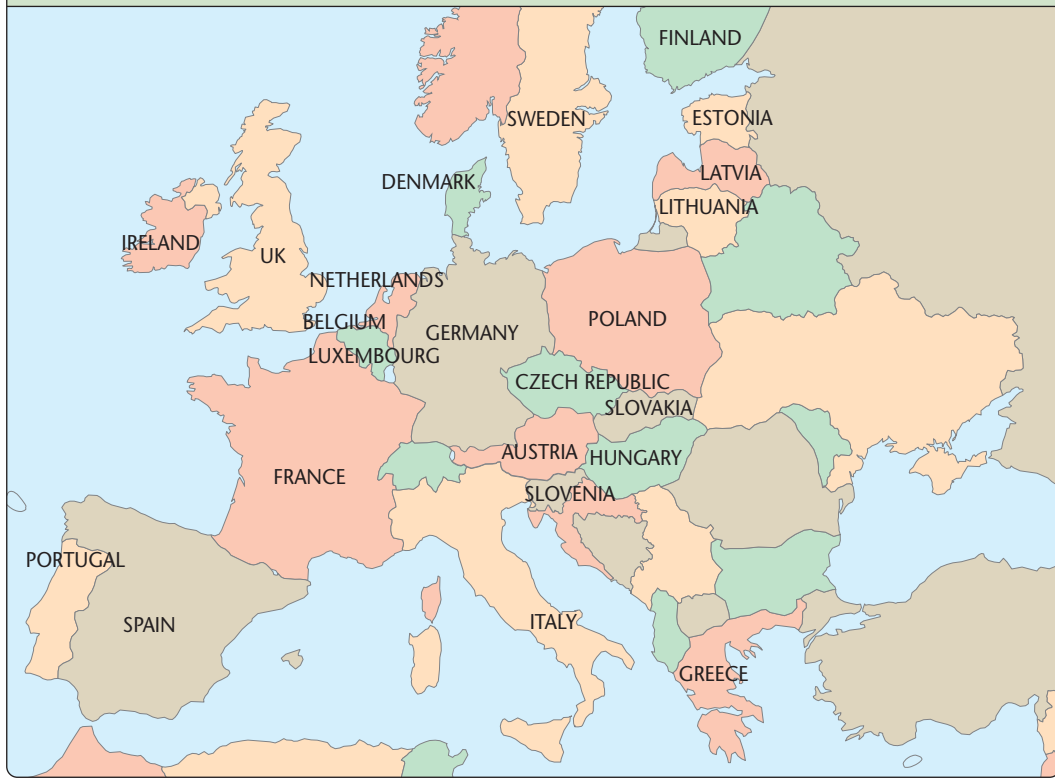 FINLAND
SWEDEN
ESTONIA
LATVIA
DENMARK
LITHUANIA
IRELAND
UK
NETHERLANDS
BELGIUM
GERMANY
POLAND
LUXEMBOURG
CZECH REPUBLIC
SLOVAKIA
AUSTRIA
HUNGARY
FRANCE
SLOVENIA
PORTUGAL
SPAIN
ITALY
GREECE